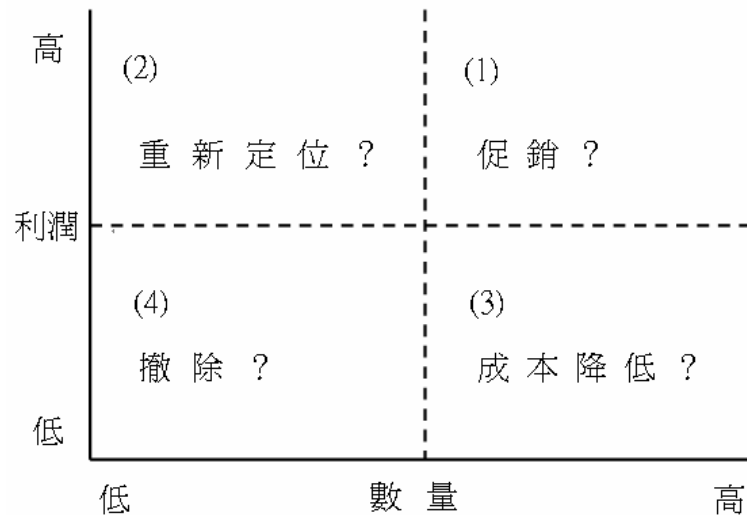 高
(2)
(1)
重新定位?
促銷?
利潤
(4)
(3)
撤除?
成本降低?
低
低
數量
高